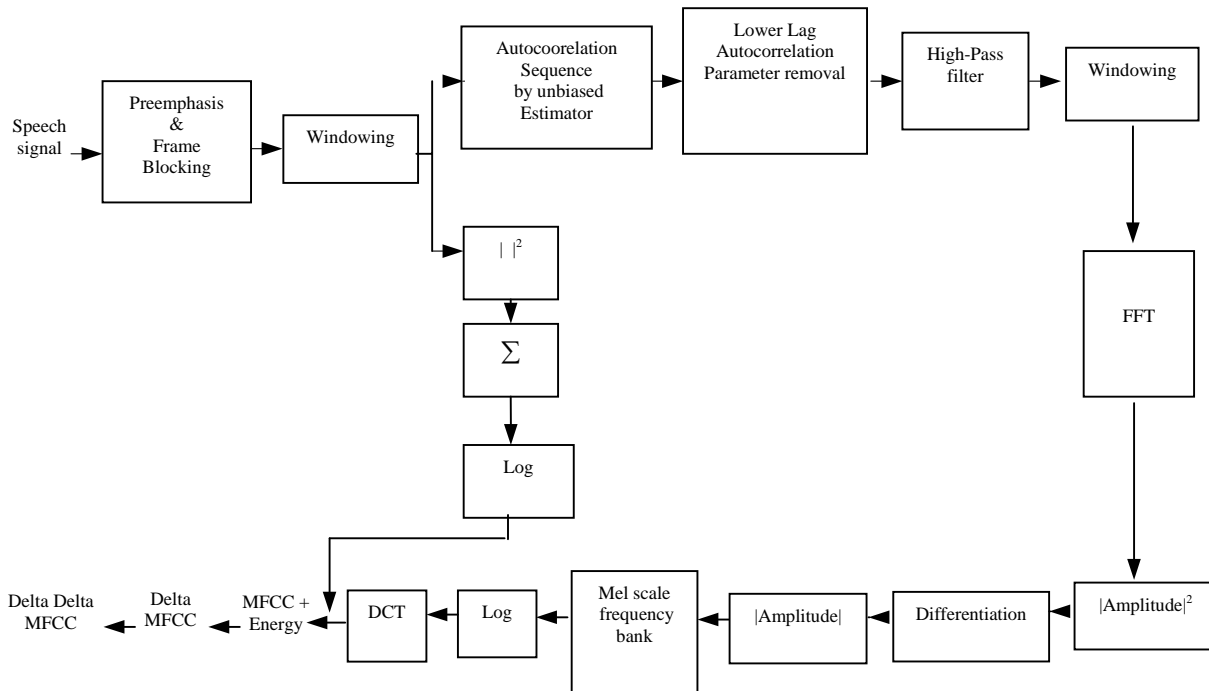 Speech
signal
Preemphasis
&
Frame
Blocking
Windowing
Autocoorelation
Sequence
by unbiased
Estimator
Lower Lag
Autocorrelation
Parameter removal
High-Pass
filter
Windowing
FFT
| |²
∑
Log
|Amplitude|²
Differentiation
|Amplitude|
Mel scale
frequency
bank
Log
DCT
MFCC +
Energy
Delta
MFCC
Delta Delta
MFCC